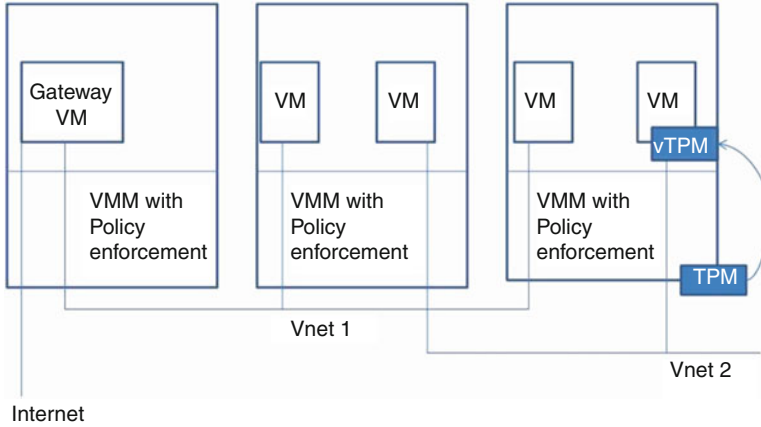 Gateway
VM
VM
VM
VM
VM
vTPM
VMM with
Policy
enforcement
VMM with
Policy
enforcement
VMM with
Policy
enforcement
TPM
Vnet 1
Vnet 2
Internet